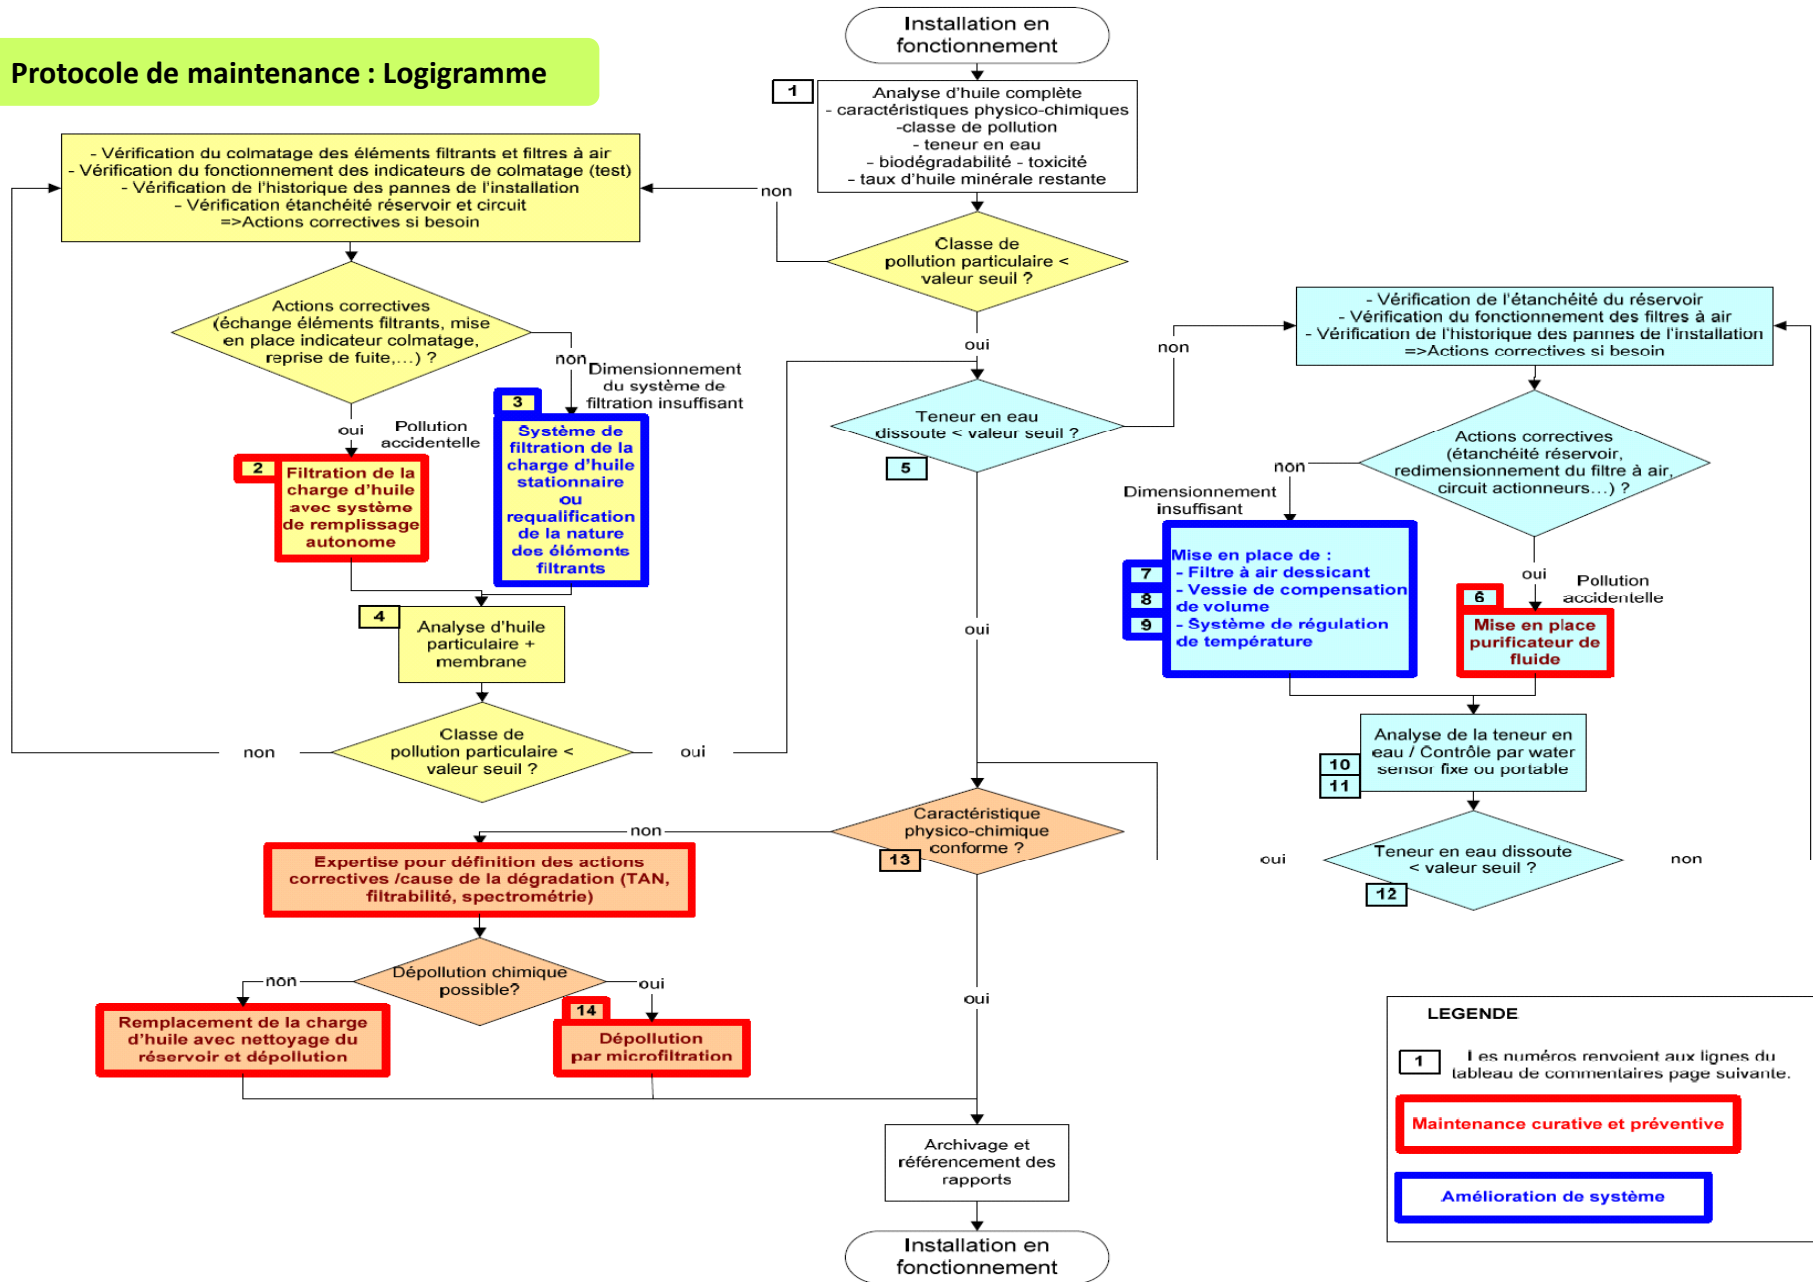 Protocole de maintenance : Logigramme
Installation en
fonctionnement
1
Analyse d'huile complète
- caractéristiques physico-chimiques
-classe de pollution
- teneur en eau
- biodégradabilité - toxicité
- taux d'huile minérale restante
- Vérification du colmatage des éléments filtrants et filtres à air
- Vérification du fonctionnement des indicateurs de colmatage (test)
- Vérification de l'historique des pannes de l'installation
- Vérification étanchéité réservoir et circuit
=>Actions correctives si besoin
non
Classe de
pollution particulaire <
valeur seuil ?
oui
Actions correctives
(échange éléments filtrants, mise
en place indicateur colmatage,
reprise de fuite,...) ?
non
Dimensionnement
du système de
filtration insuffisant
oui
Pollution
accidentelle
2
Filtration de la
charge d'huile
avec système
de remplissage
autonome
3
Système de
filtration de la
charge d'huile
stationnaire
ou
requalification
de la nature
des éléments
filtrants
4
Analyse d'huile
particulaire +
membrane
Classe de
pollution particulaire <
valeur seuil ?
non
oui
Teneur en eau
dissoute < valeur seuil ?
5
non
oui
- Vérification de l'étanchéité du réservoir
- Vérification du fonctionnement des filtres à air
- Vérification de l'historique des pannes de l'installation
=>Actions correctives si besoin
Actions correctives
(étanchéité réservoir,
redimensionnement du filtre à air,
circuit actionneurs...) ?
non
Dimensionnement
insuffisant
oui
Pollution
accidentelle
Mise en place de :
7
- Filtre à air dessicant
8
- Vessie de compensation
de volume
9
- Système de régulation
de température
6
Mise en place
purificateur de
fluide
Analyse de la teneur en
eau / Contrôle par water
sensor fixe ou portable
10
11
Teneur en eau dissoute
< valeur seuil ?
12
oui
non
Caractéristique
physico-chimique
conforme ?
13
non
oui
Expertise pour définition des actions
correctives /cause de la dégradation (TAN,
filtrabilité, spectrométrie)
Dépollution chimique
possible?
non
oui
Remplacement de la charge
d'huile avec nettoyage du
réservoir et dépollution
14
Dépollution
par microfiltration
Archivage et
référencement des
rapports
Installation en
fonctionnement
LEGENDE
1
Les numéros renvoient aux lignes du
tableau de commentaires page suivante.
Maintenance curative et préventive
Amélioration de système